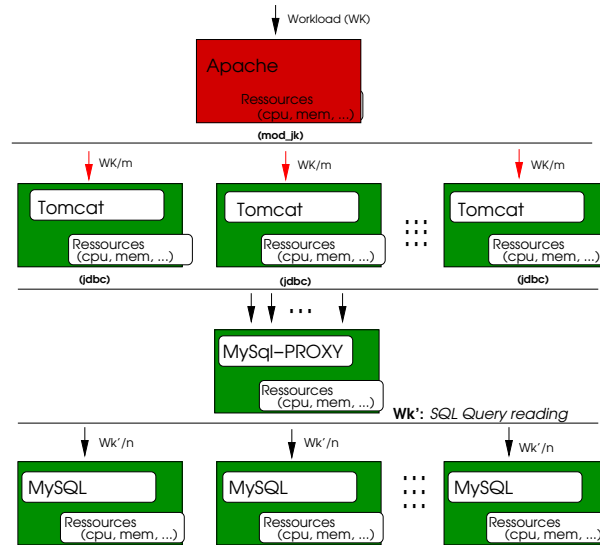 Workload (WK)
Apache
Ressources
(cpu, mem, ...)
(mod_jk)
WK/m
WK/m
WK/m
Tomcat
Tomcat
Tomcat
Ressources
(cpu, mem, ...)
Ressources
(cpu, mem, ...)
Ressources
(cpu, mem, ...)
(jdbc)
(jdbc)
(jdbc)
...
MySql–PROXY
Ressources
(cpu, mem, ...)
Wk': SQL Query reading
Wk'/n
Wk'/n
Wk'/n
MySQL
MySQL
MySQL
Ressources
(cpu, mem, ...)
Ressources
(cpu, mem, ...)
Ressources
(cpu, mem, ...)